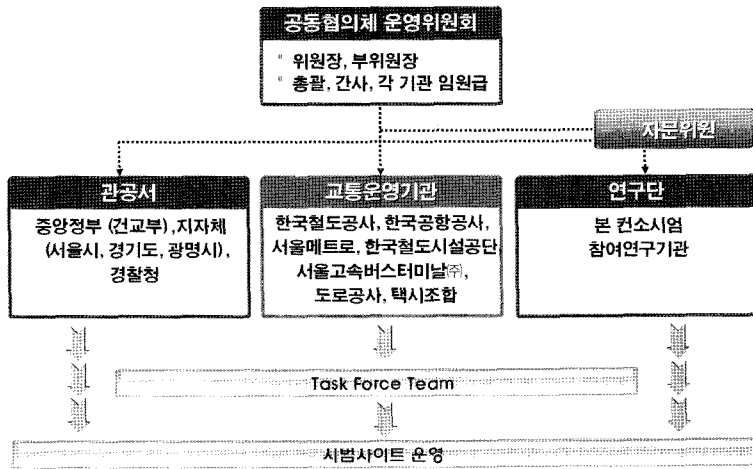 공동협의체 운영위원회
" 위원장, 부위원장
" 총괄, 간사, 각 기관 임원급
자문위원
관공서
중앙정부 (건교부) ,지자체
(서울시, 경기도, 광명시),
경찰청
교통운영기관
한국철도공사, 한국공항공사,
서울메트로, 한국철도시설공단,
서울고속버스터미날㈜,
도로공사, 택시조합
연구단
본 컨소시엄
참여연구기관
Task Force Team
시범사이트 운영